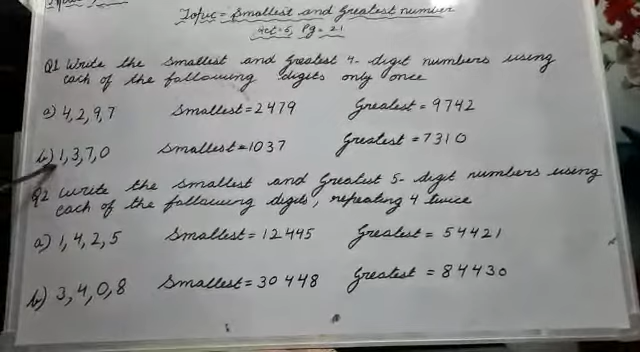 Topic = Smallest and Greatest number
Act = 5, Pg = 21
Q1 Write the smallest and greatest 4- digit numbers using
each of the following digits only once
a) 4, 2, 9, 7 Smallest = 2479 Greatest = 9742
b) 1, 3, 7, 0 Smallest = 1037 Greatest = 7310
Q2 Write the smallest and Greatest 5- digit numbers using
each of the following digits, repeating 4 twice
a) 1, 4, 2, 5 Smallest = 12445 Greatest = 54421
b) 3, 4, 0, 8 Smallest = 30448 Greatest = 84430